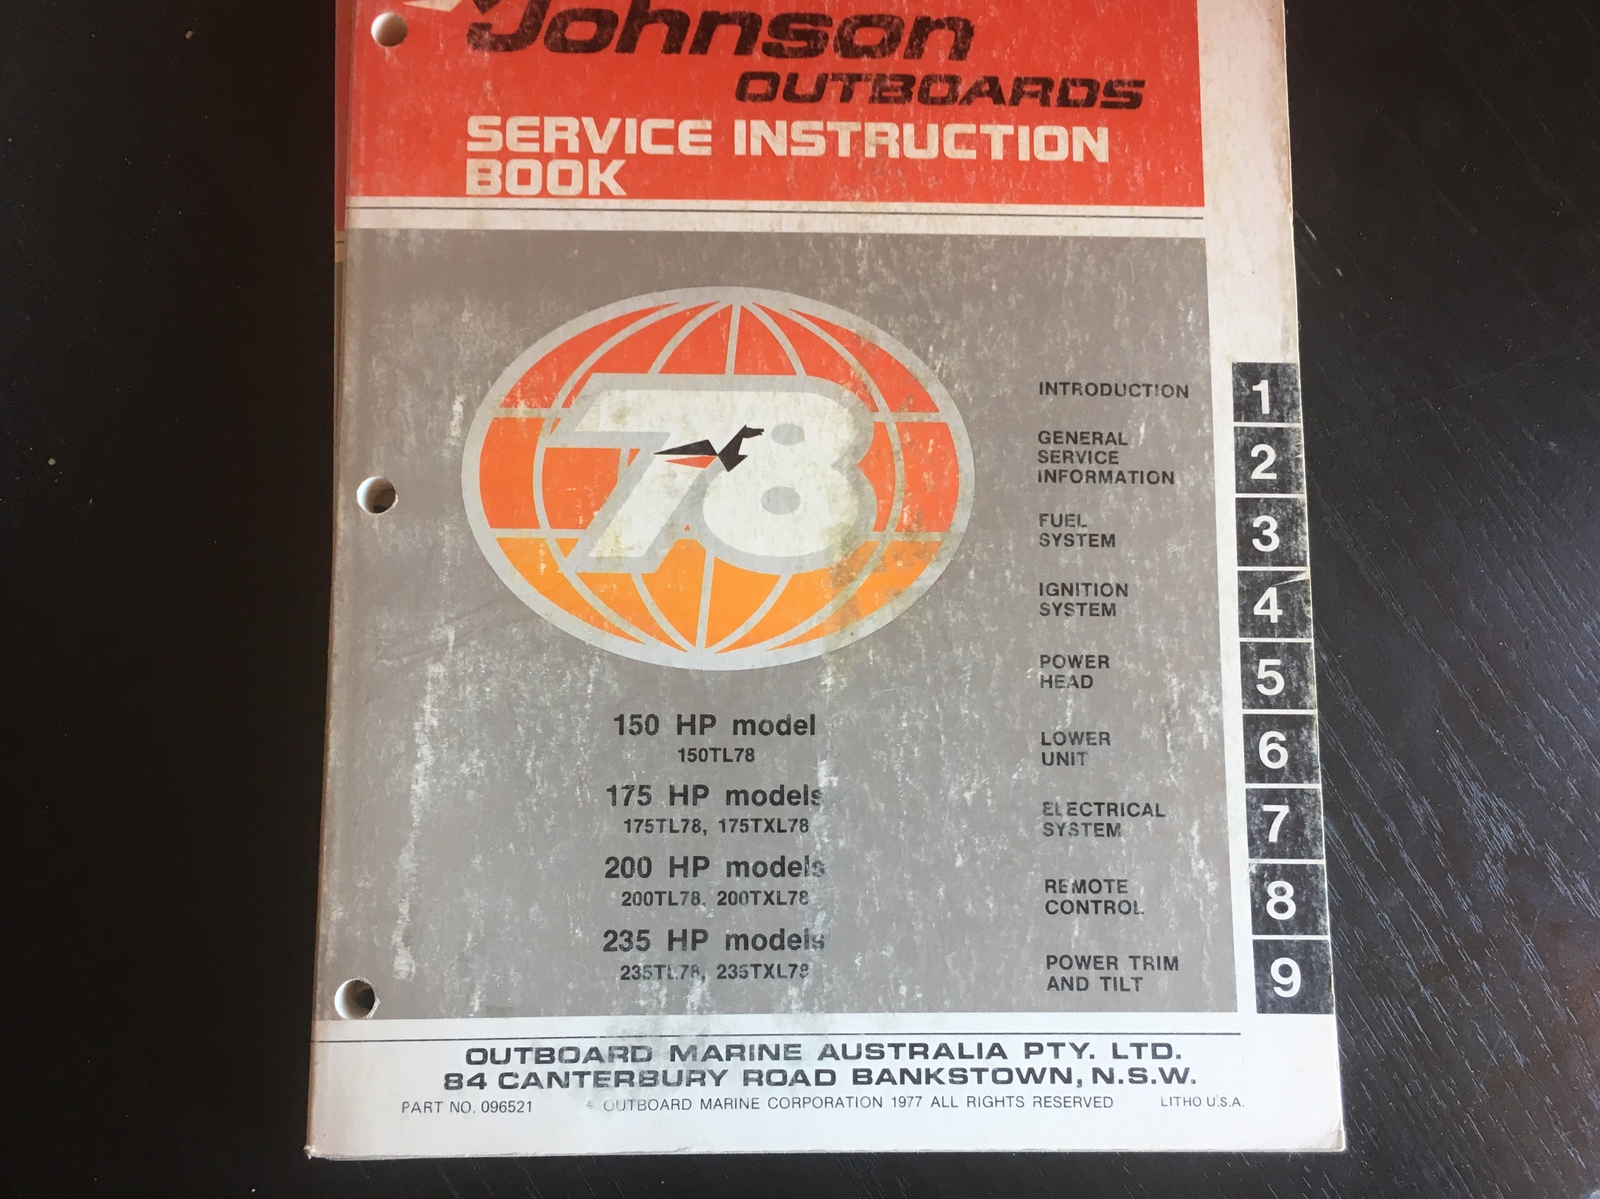 Johnson
OUTBOARDS
SERVICE INSTRUCTION
BOOK
78
INTRODUCTION 1
GENERAL
SERVICE
INFORMATION 2
FUEL
SYSTEM 3
IGNITION
SYSTEM 4
POWER
HEAD 5
LOWER
UNIT 6
ELECTRICAL
SYSTEM 7
REMOTE
CONTROL 8
POWER TRIM
AND TILT 9
150 HP model
150TL78
175 HP models
175TL78, 175TXL78
200 HP models
200TL78, 200TXL78
235 HP models
235TL78, 235TXL78
OUTBOARD MARINE AUSTRALIA PTY. LTD.
84 CANTERBURY ROAD BANKSTOWN, N.S.W.
PART NO. 096521 © OUTBOARD MARINE CORPORATION 1977 ALL RIGHTS RESERVED LITHO U.S.A.